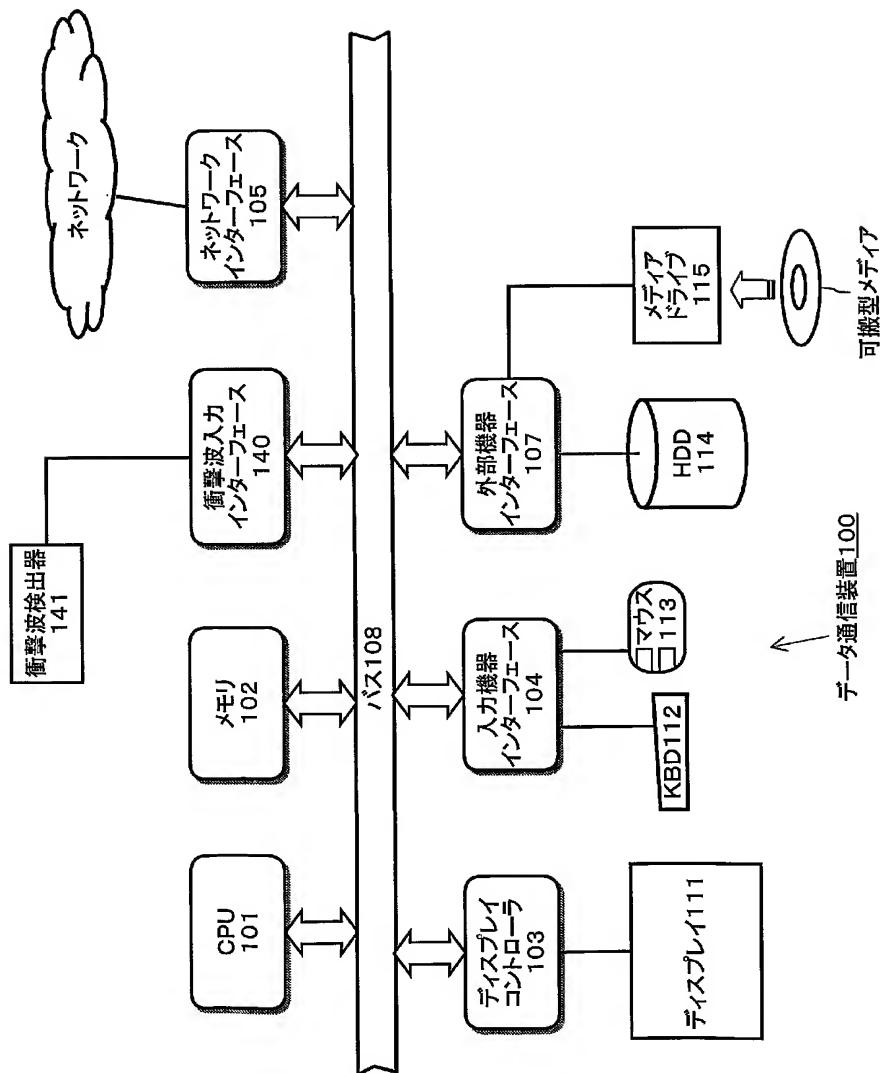 ネットワーク
衝撃波検出器
141
CPU
101
メモリ
102
衝撃波入力
インターフェース
140
ネットワーク
インターフェース
105
バス108
ディスプレイ
コントローラ
103
入力機器
インターフェース
104
外部機器
インターフェース
107
ディスプレイ111
KBD112
マウス
113
HDD
114
メディア
ドライブ
115
可搬型メディア
データ通信装置100